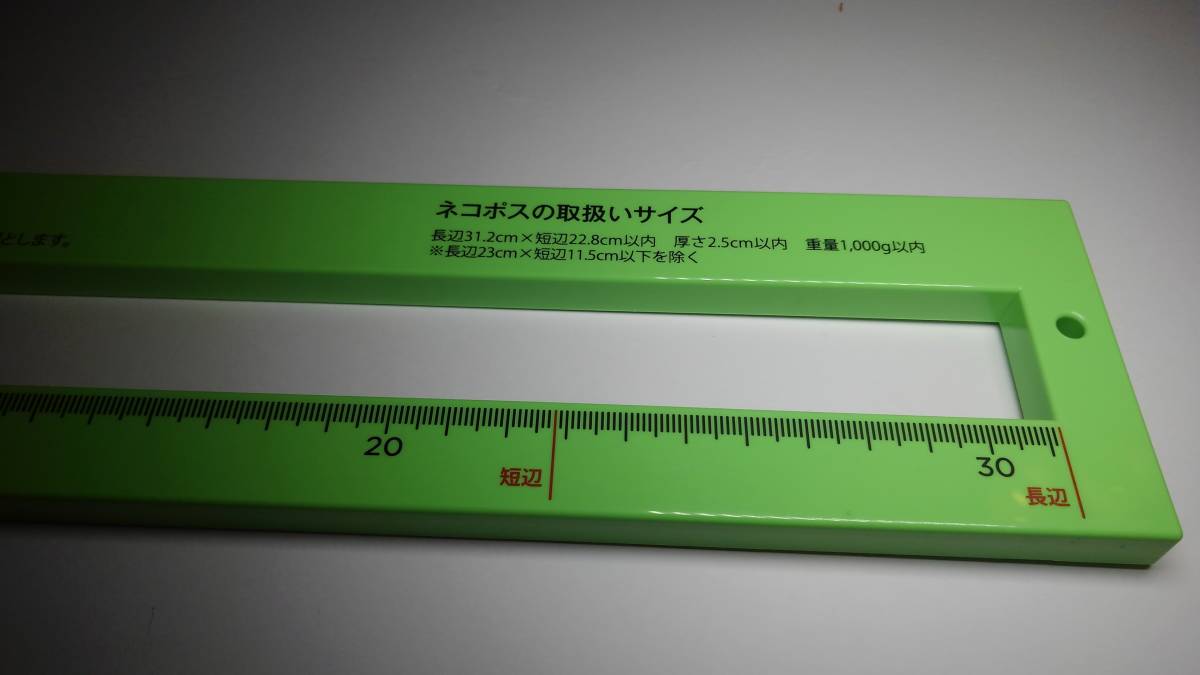 ネコポスの取扱いサイズ
長辺31.2cm×短辺22.8cm以内　厚さ2.5cm以内　重量1,000g以内
※長辺23cm×短辺11.5cm以下を除く
とします。
20
30
短辺
長辺